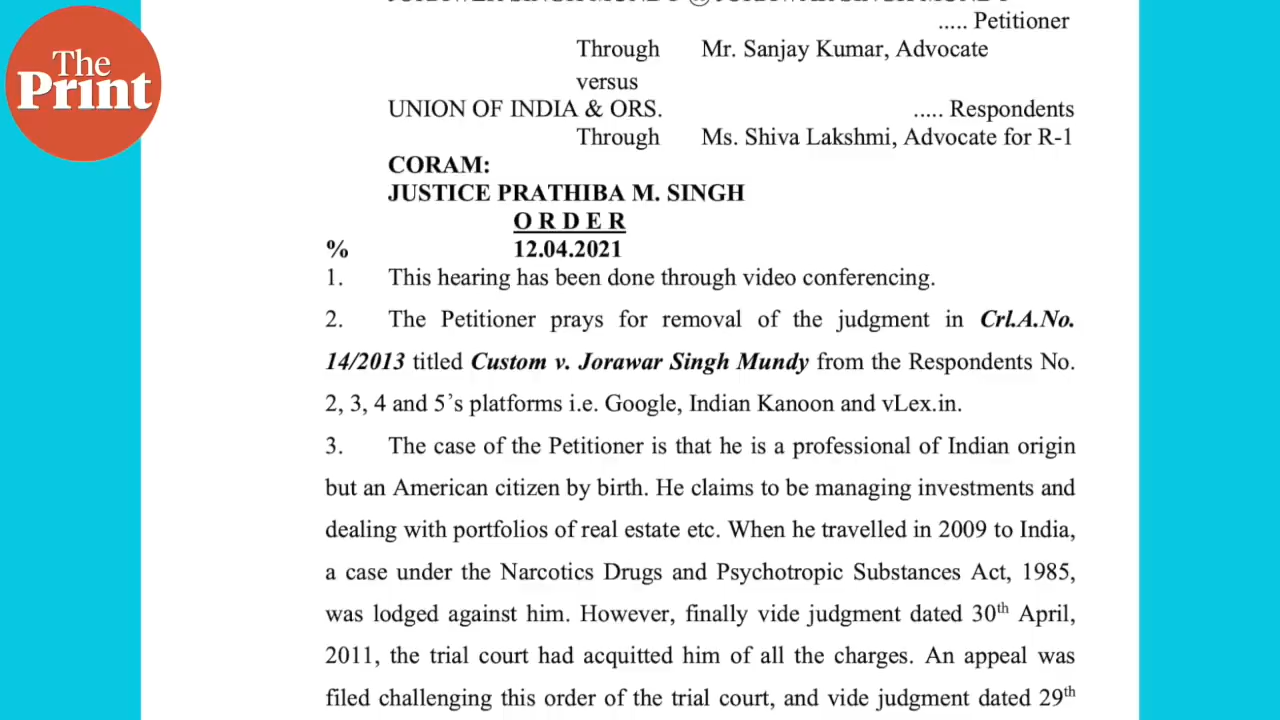 The
Print
..... Petitioner
Through Mr. Sanjay Kumar, Advocate
versus
UNION OF INDIA & ORS. ..... Respondents
Through Ms. Shiva Lakshmi, Advocate for R-1
CORAM:
JUSTICE PRATHIBA M. SINGH
O R D E R
% 12.04.2021
1. This hearing has been done through video conferencing.
2. The Petitioner prays for removal of the judgment in Crl.A.No.
14/2013 titled Custom v. Jorawar Singh Mundy from the Respondents No.
2, 3, 4 and 5’s platforms i.e. Google, Indian Kanoon and vLex.in.
3. The case of the Petitioner is that he is a professional of Indian origin
but an American citizen by birth. He claims to be managing investments and
dealing with portfolios of real estate etc. When he travelled in 2009 to India,
a case under the Narcotics Drugs and Psychotropic Substances Act, 1985,
was lodged against him. However, finally vide judgment dated 30th April,
2011, the trial court had acquitted him of all the charges. An appeal was
filed challenging this order of the trial court, and vide judgment dated 29th